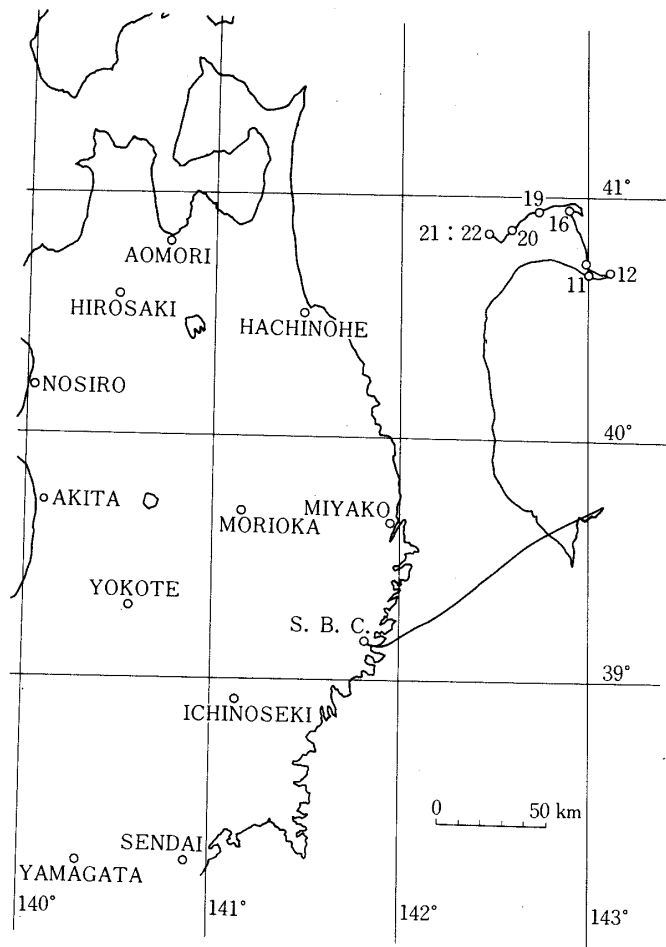 41°
19
16
21:22
20
AOMORI
12
11
HIROSAKI
HACHINOHE
NOSIRO
40°
AKITA
MIYAKO
MORIOKA
YOKOTE
S. B. C.
39°
ICHINOSEKI
0 50 km
SENDAI
YAMAGATA
140° 141° 142° 143°